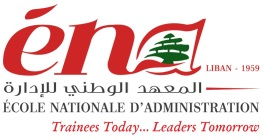 éna
LIBAN - 1959
المعهد الوطني للإدارة
ÉCOLE NATIONALE D'ADMINISTRATION
Trainees Today... Leaders Tomorrow